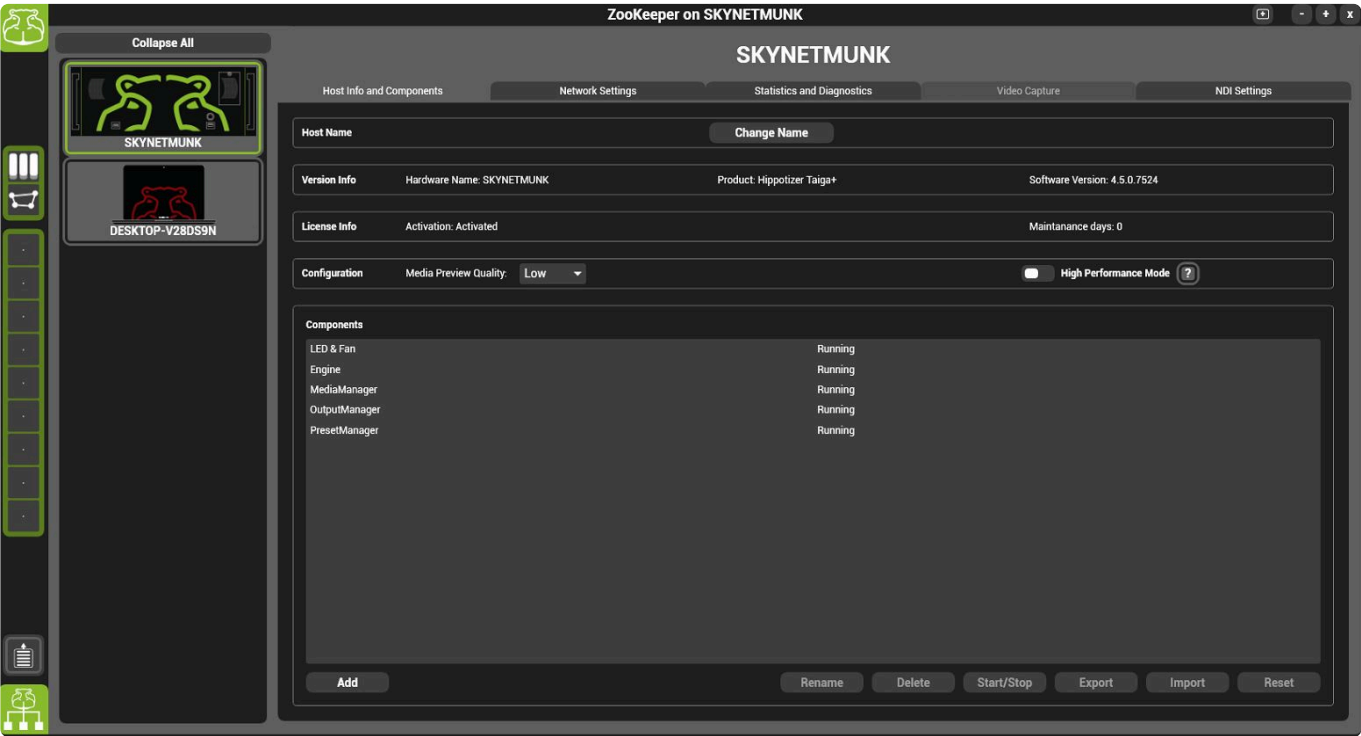 ZooKeeper on SKYNETMUNK
- + x
Collapse All
SKYNETMUNK
DESKTOP-V28DS9N
SKYNETMUNK
Host Info and Components Network Settings Statistics and Diagnostics Video Capture NDI Settings
Host Name Change Name
Version Info Hardware Name: SKYNETMUNK Product: Hippotizer Taiga+ Software Version: 4.5.0.7524
License Info Activation: Activated Maintanance days: 0
Configuration Media Preview Quality: Low High Performance Mode ?
Components
LED & Fan Running
Engine Running
MediaManager Running
OutputManager Running
PresetManager Running
Add Rename Delete Start/Stop Export Import Reset